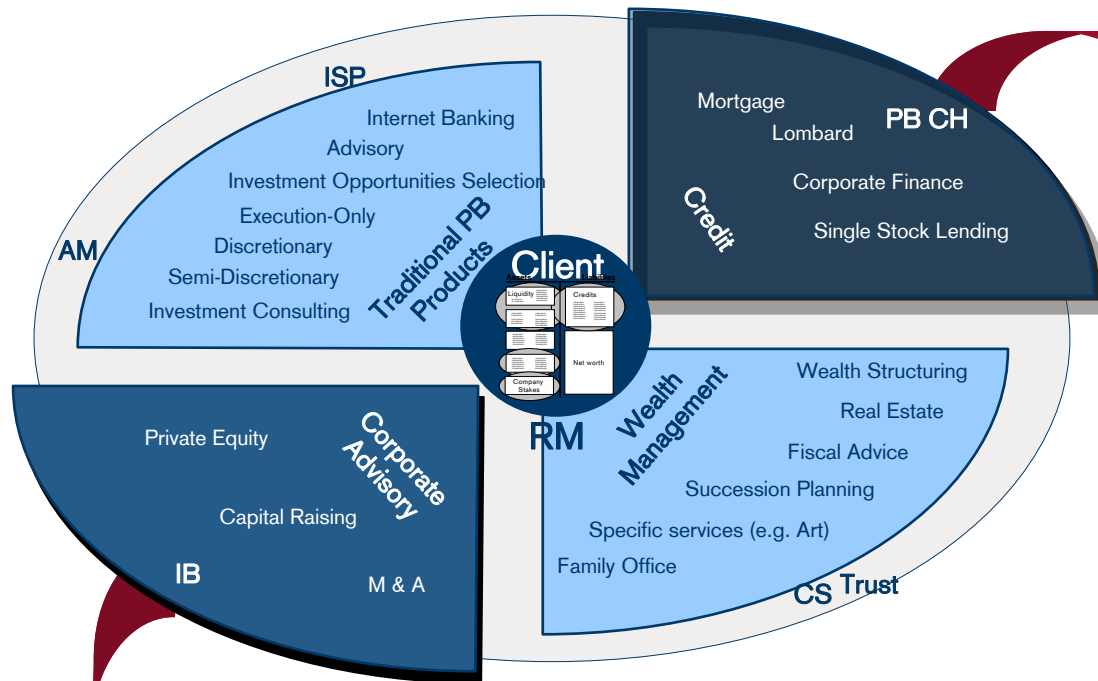 ISP
AM
Internet Banking
Advisory
Investment Opportunities Selection
Execution-Only
Discretionary
Semi-Discretionary
Investment Consulting
Traditional PB
Products
PB CH
Mortgage
Lombard
Corporate Finance
Single Stock Lending
Credit
Client
Assets
Liabilities
Liquidity
Credits
Net worth
Company
Stakes
RM
Private Equity
Capital Raising
M & A
Corporate
Advisory
IB
Wealth
Management
Wealth Structuring
Real Estate
Fiscal Advice
Succession Planning
Specific services (e.g. Art)
Family Office
CS Trust